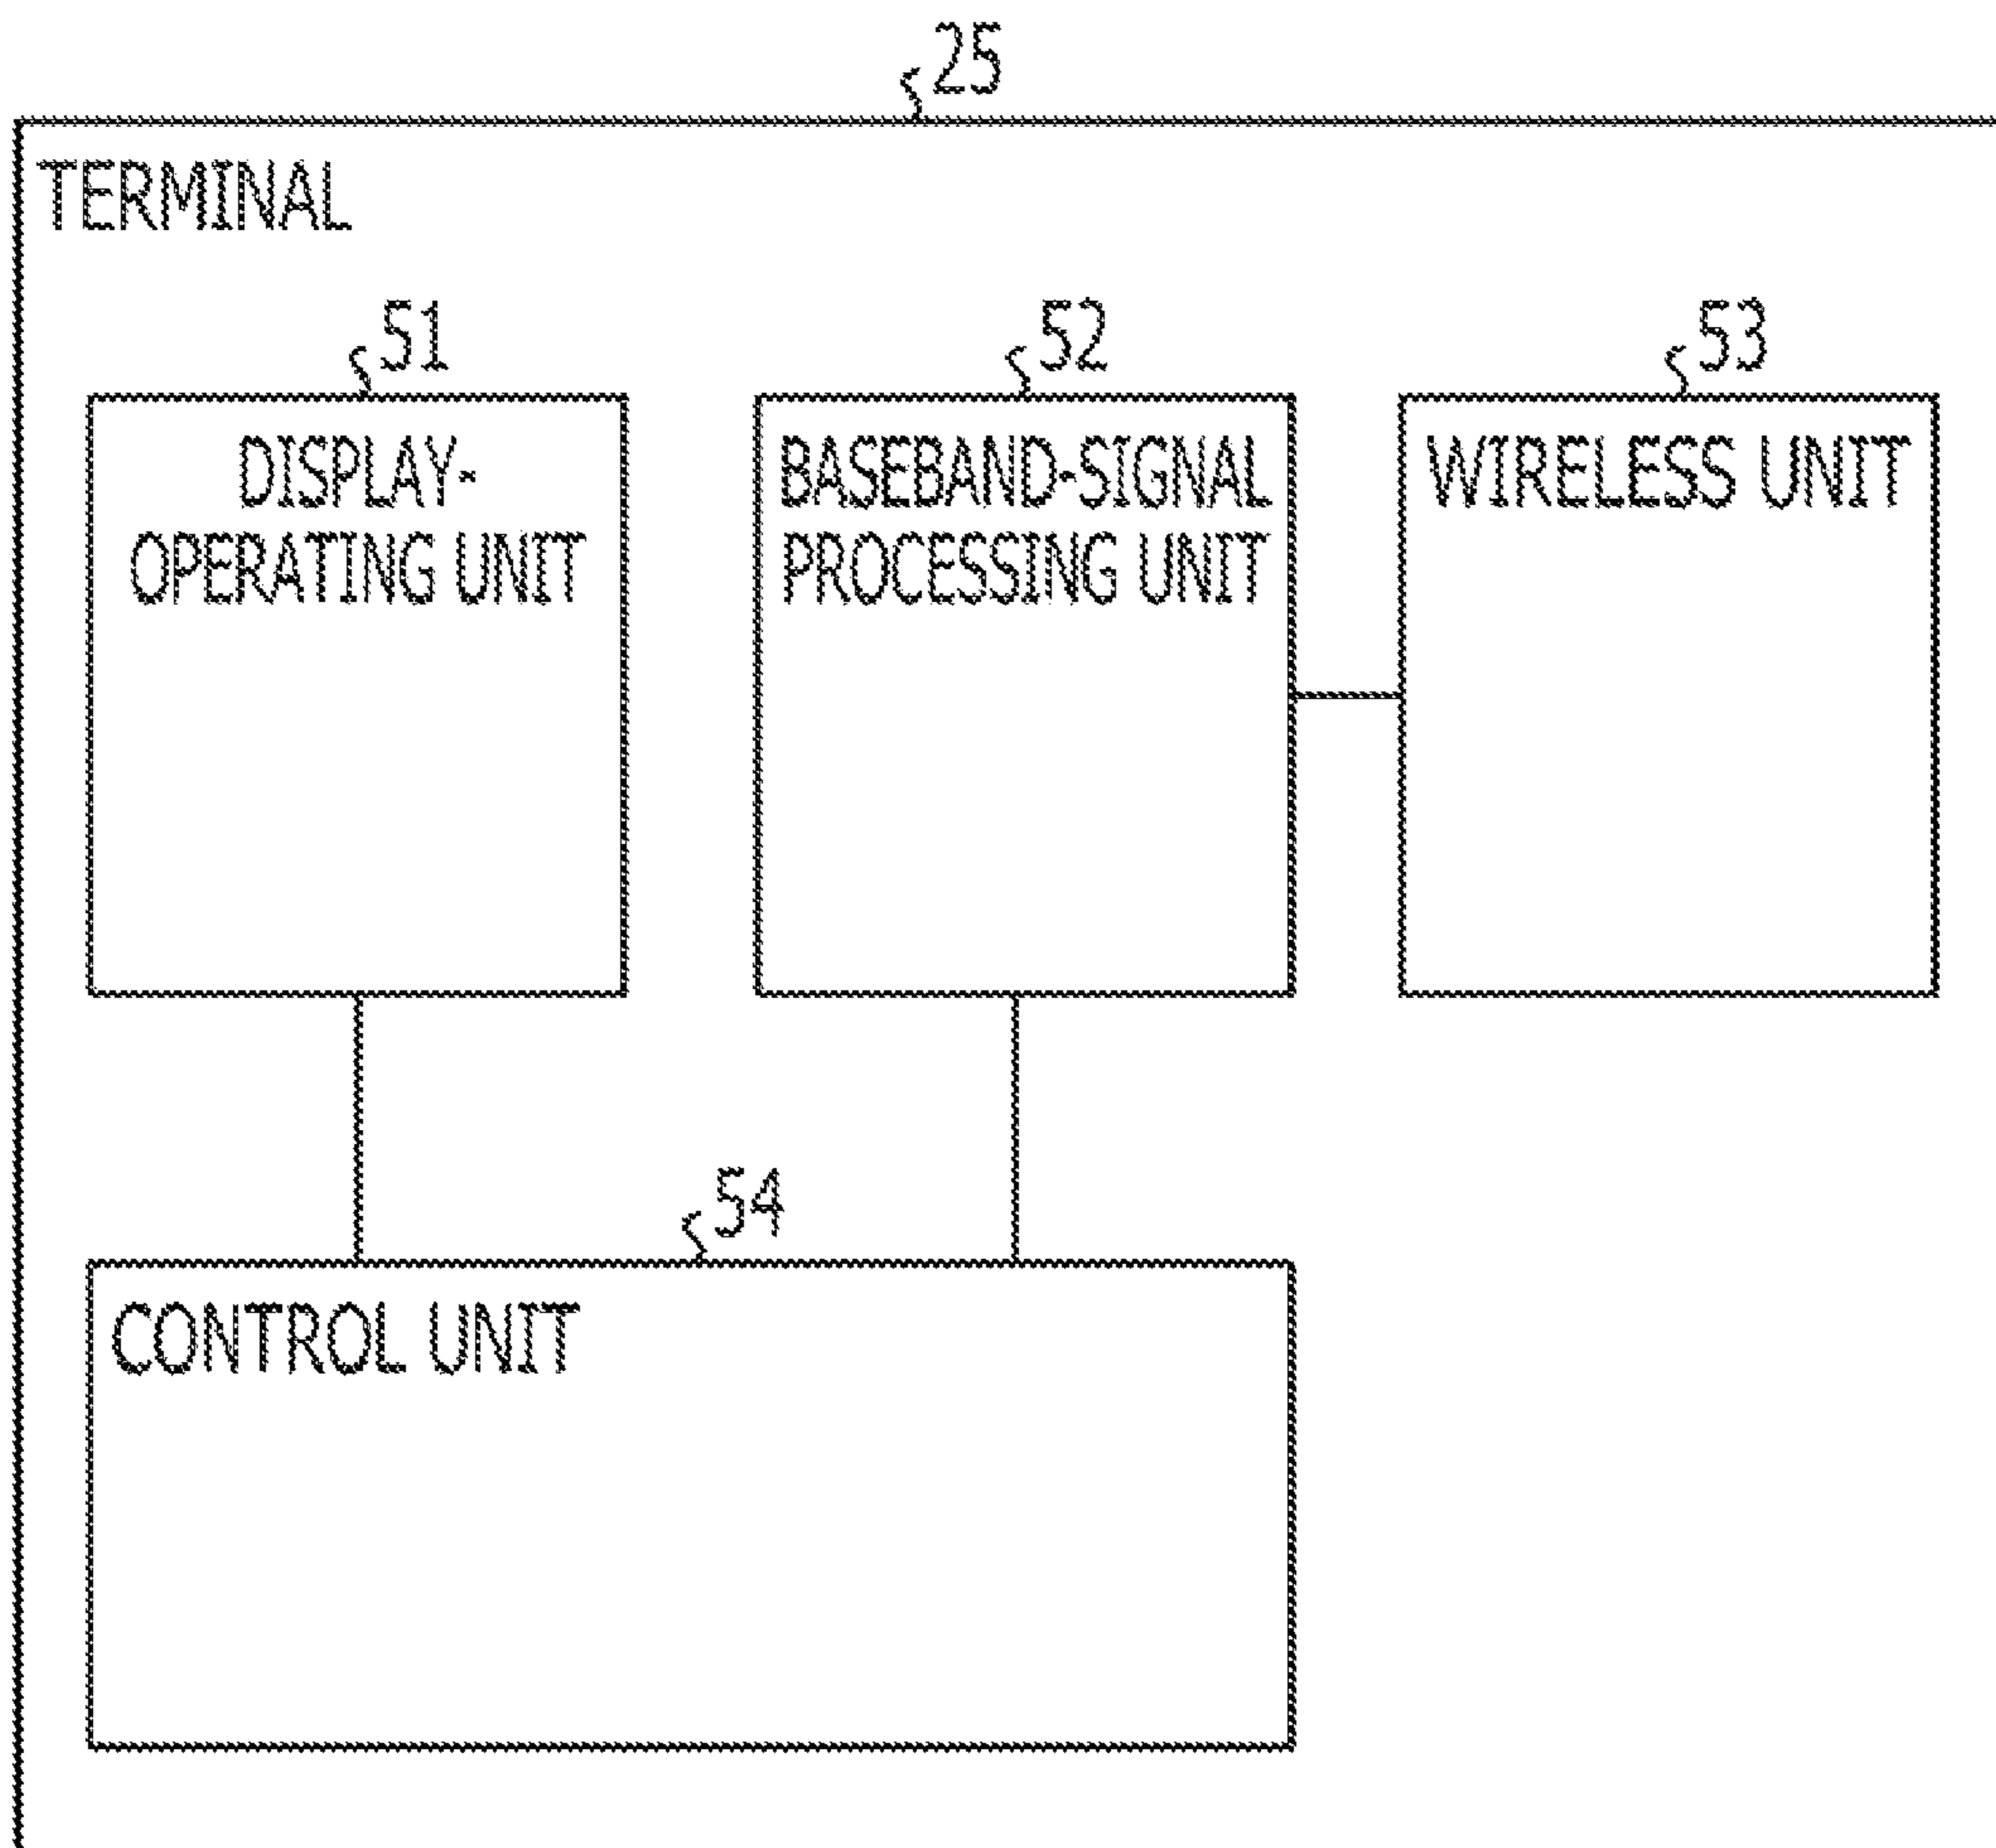 25
TERMINAL
51
52
53
DISPLAY-
OPERATING UNIT
BASEBAND-SIGNAL
PROCESSING UNIT
WIRELESS UNIT
54
CONTROL UNIT